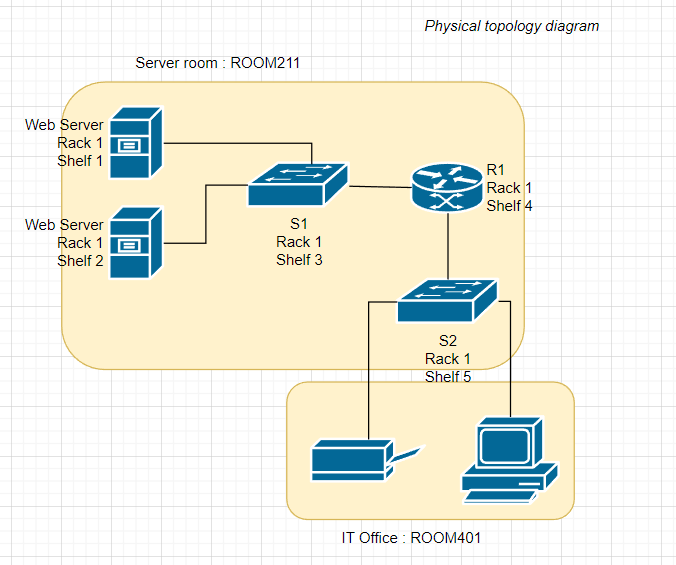 Physical topology diagram
Server room : ROOM211
Web Server
Rack 1
Shelf 1
R1
Rack 1
Shelf 4
Web Server
Rack 1
Shelf 2
S1
Rack 1
Shelf 3
S2
Rack 1
Shelf 5
IT Office : ROOM401